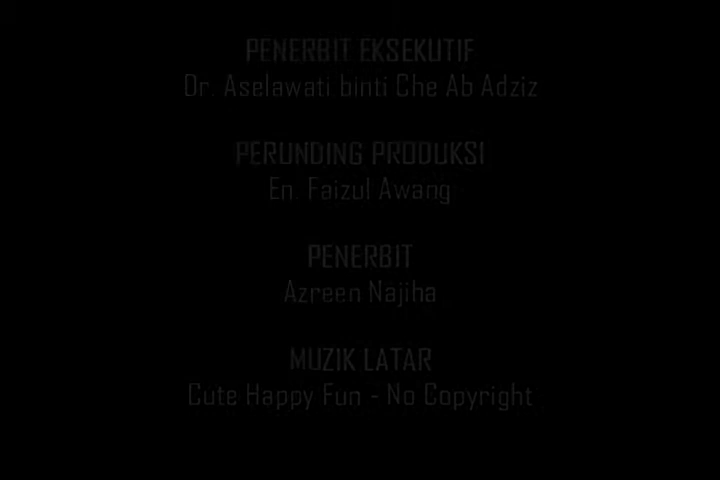 PENERBIT EKSEKUTIF
Dr. Aselawati binti Che Ab Adziz
PERUNDING PRODUKSI
En. Faizul Awang
PENERBIT
Azreen Najiha
MUZIK LATAR
Cute Happy Fun - No Copyright